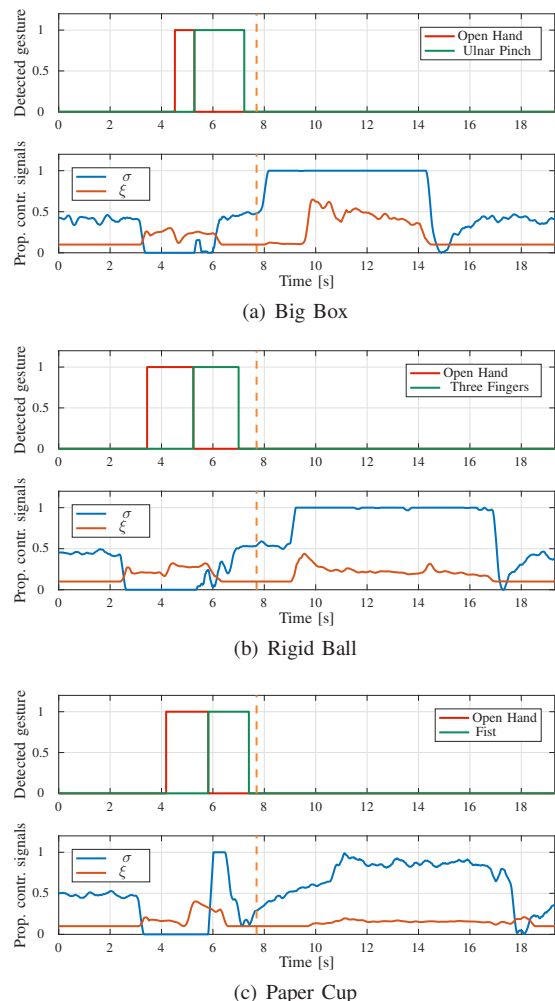 Detected gesture
1
0.5
0
Open Hand
Ulnar Pinch
0 2 4 6 8 10 12 14 16 18
Prop. contr. signals
1
0.5
0
σ
ξ
0 2 4 6 8 10 12 14 16 18
Time [s]
(a) Big Box
Detected gesture
1
0.5
0
Open Hand
Three Fingers
0 2 4 6 8 10 12 14 16 18
Prop. contr. signals
1
0.5
0
σ
ξ
0 2 4 6 8 10 12 14 16 18
Time [s]
(b) Rigid Ball
Detected gesture
1
0.5
0
Open Hand
Fist
0 2 4 6 8 10 12 14 16 18
Prop. contr. signals
1
0.5
0
σ
ξ
0 2 4 6 8 10 12 14 16 18
Time [s]
(c) Paper Cup